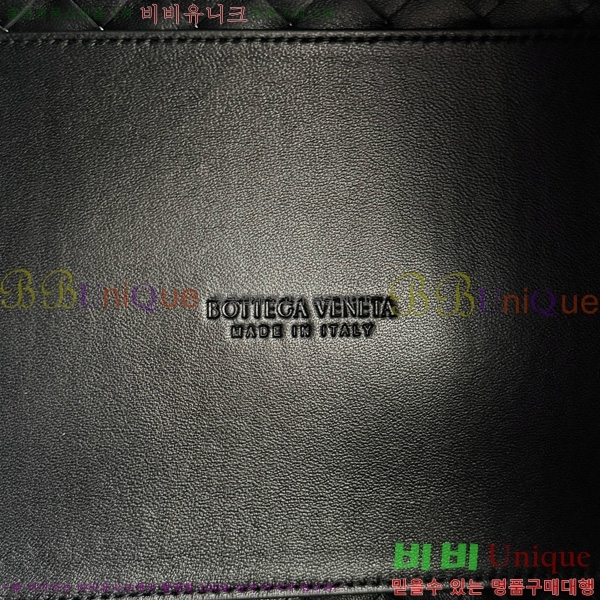 비비유니크
BBUniQue BBUniQue
BOTTEGA VENETA
MADE IN ITALY
비비 Unique
믿을수 있는 명품구매대행